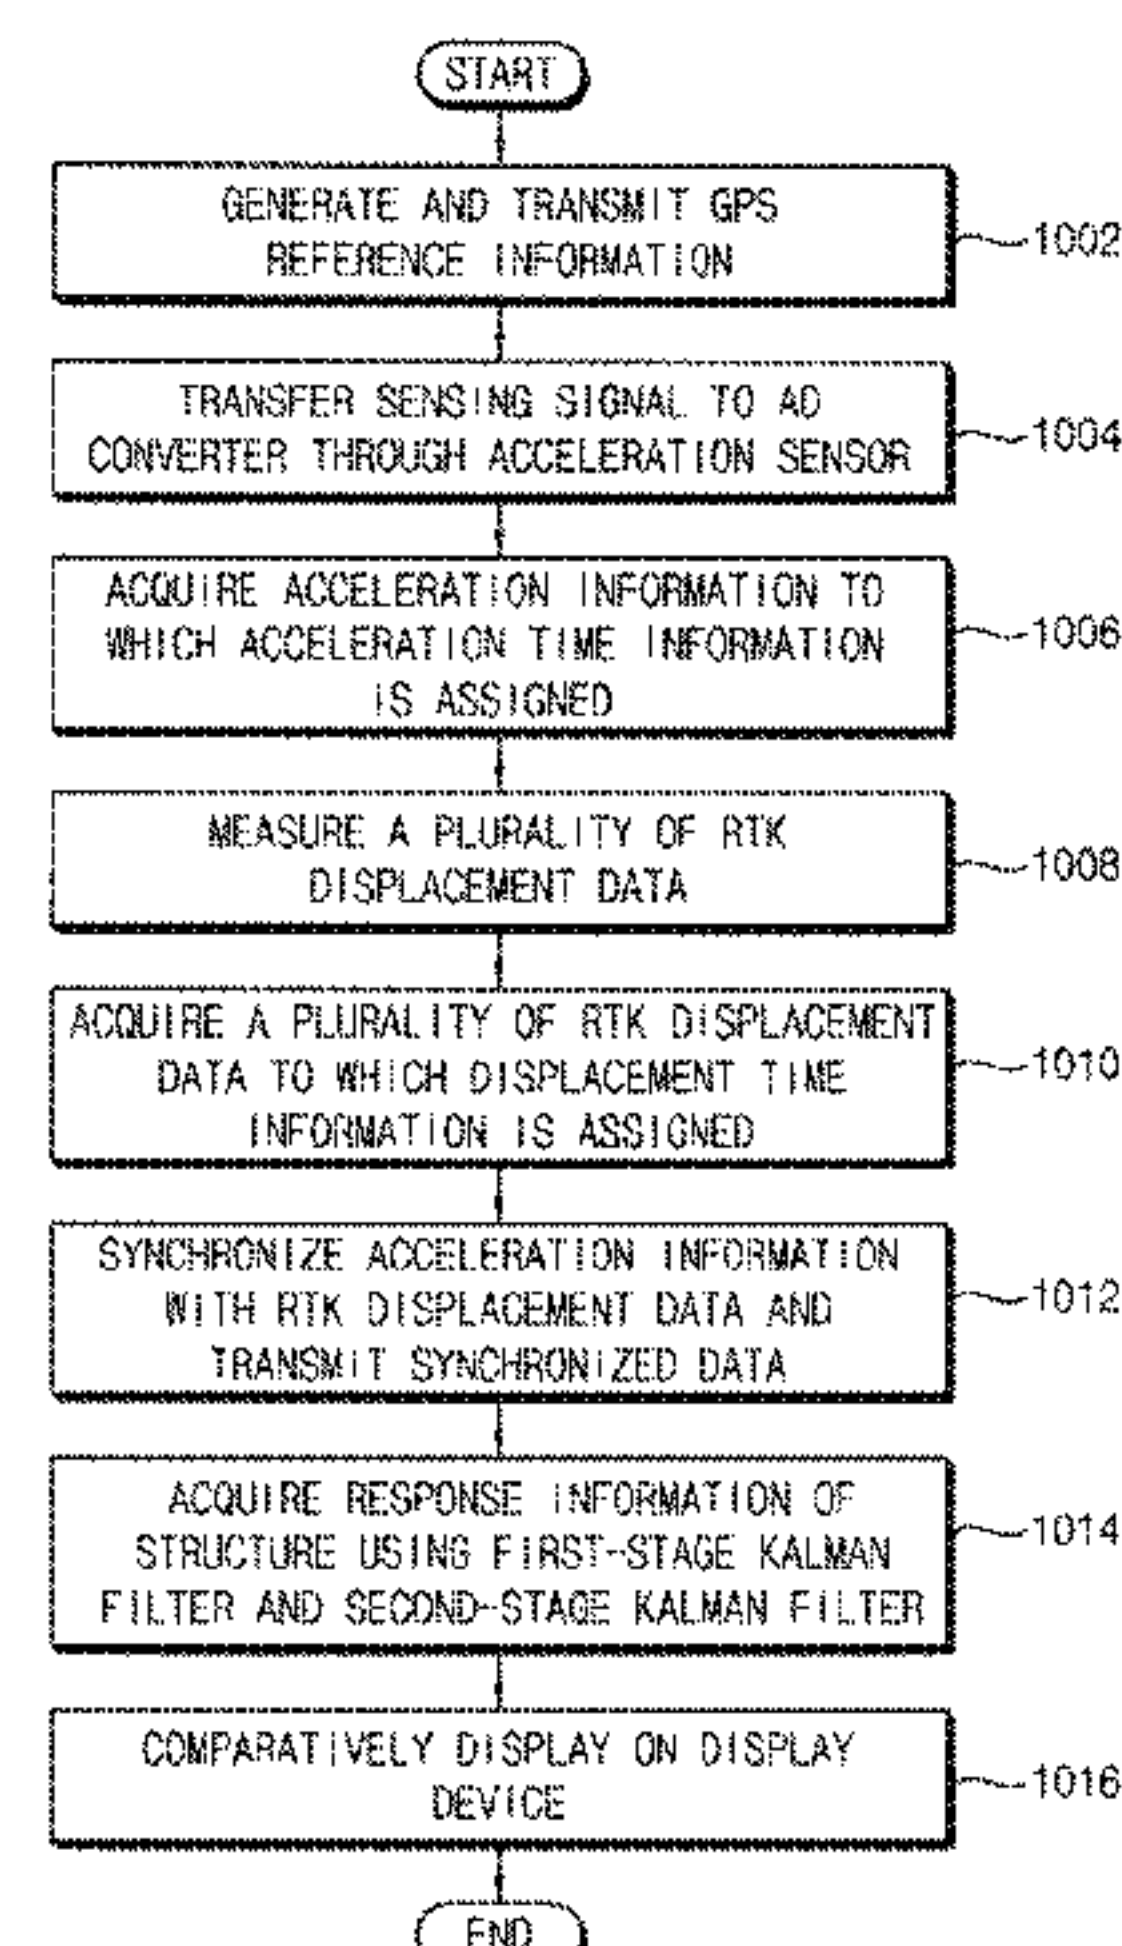 START
GENERATE AND TRANSMIT GPS
REFERENCE INFORMATION
1002
TRANSFER SENSING SIGNAL TO AD
CONVERTER THROUGH ACCELERATION SENSOR
1004
ACQUIRE ACCELERATION INFORMATION TO
WHICH ACCELERATION TIME INFORMATION
IS ASSIGNED
1006
MEASURE A PLURALITY OF RTK
DISPLACEMENT DATA
1008
ACQUIRE A PLURALITY OF RTK DISPLACEMENT
DATA TO WHICH DISPLACEMENT TIME
INFORMATION IS ASSIGNED
1010
SYNCHRONIZE ACCELERATION INFORMATION
WITH RTK DISPLACEMENT DATA AND
TRANSMIT SYNCHRONIZED DATA
1012
ACQUIRE RESPONSE INFORMATION OF
STRUCTURE USING FIRST-STAGE KALMAN
FILTER AND SECOND-STAGE KALMAN FILTER
1014
COMPARATIVELY DISPLAY ON DISPLAY
DEVICE
1016
END